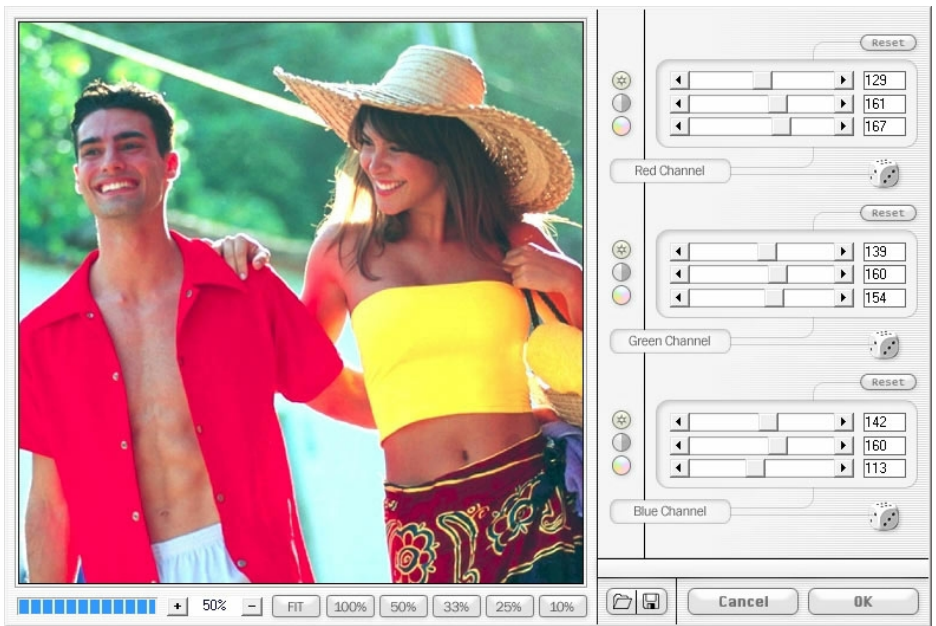 Reset
129
161
167
Red Channel
Reset
139
160
154
Green Channel
Reset
142
160
113
Blue Channel
+ 50% - FIT 100% 50% 33% 25% 10%
Cancel OK